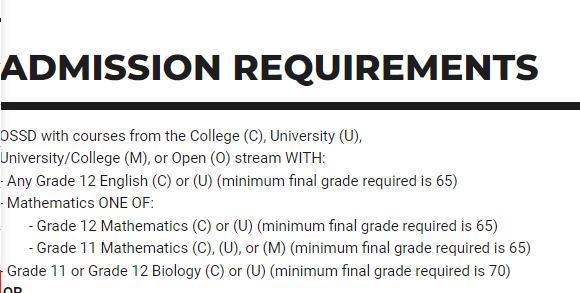 ADMISSION REQUIREMENTS
OSSD with courses from the College (C), University (U),
University/College (M), or Open (O) stream WITH:
- Any Grade 12 English (C) or (U) (minimum final grade required is 65)
- Mathematics ONE OF:
- Grade 12 Mathematics (C) or (U) (minimum final grade required is 65)
- Grade 11 Mathematics (C), (U), or (M) (minimum final grade required is 65)
- Grade 11 or Grade 12 Biology (C) or (U) (minimum final grade required is 70)
OR